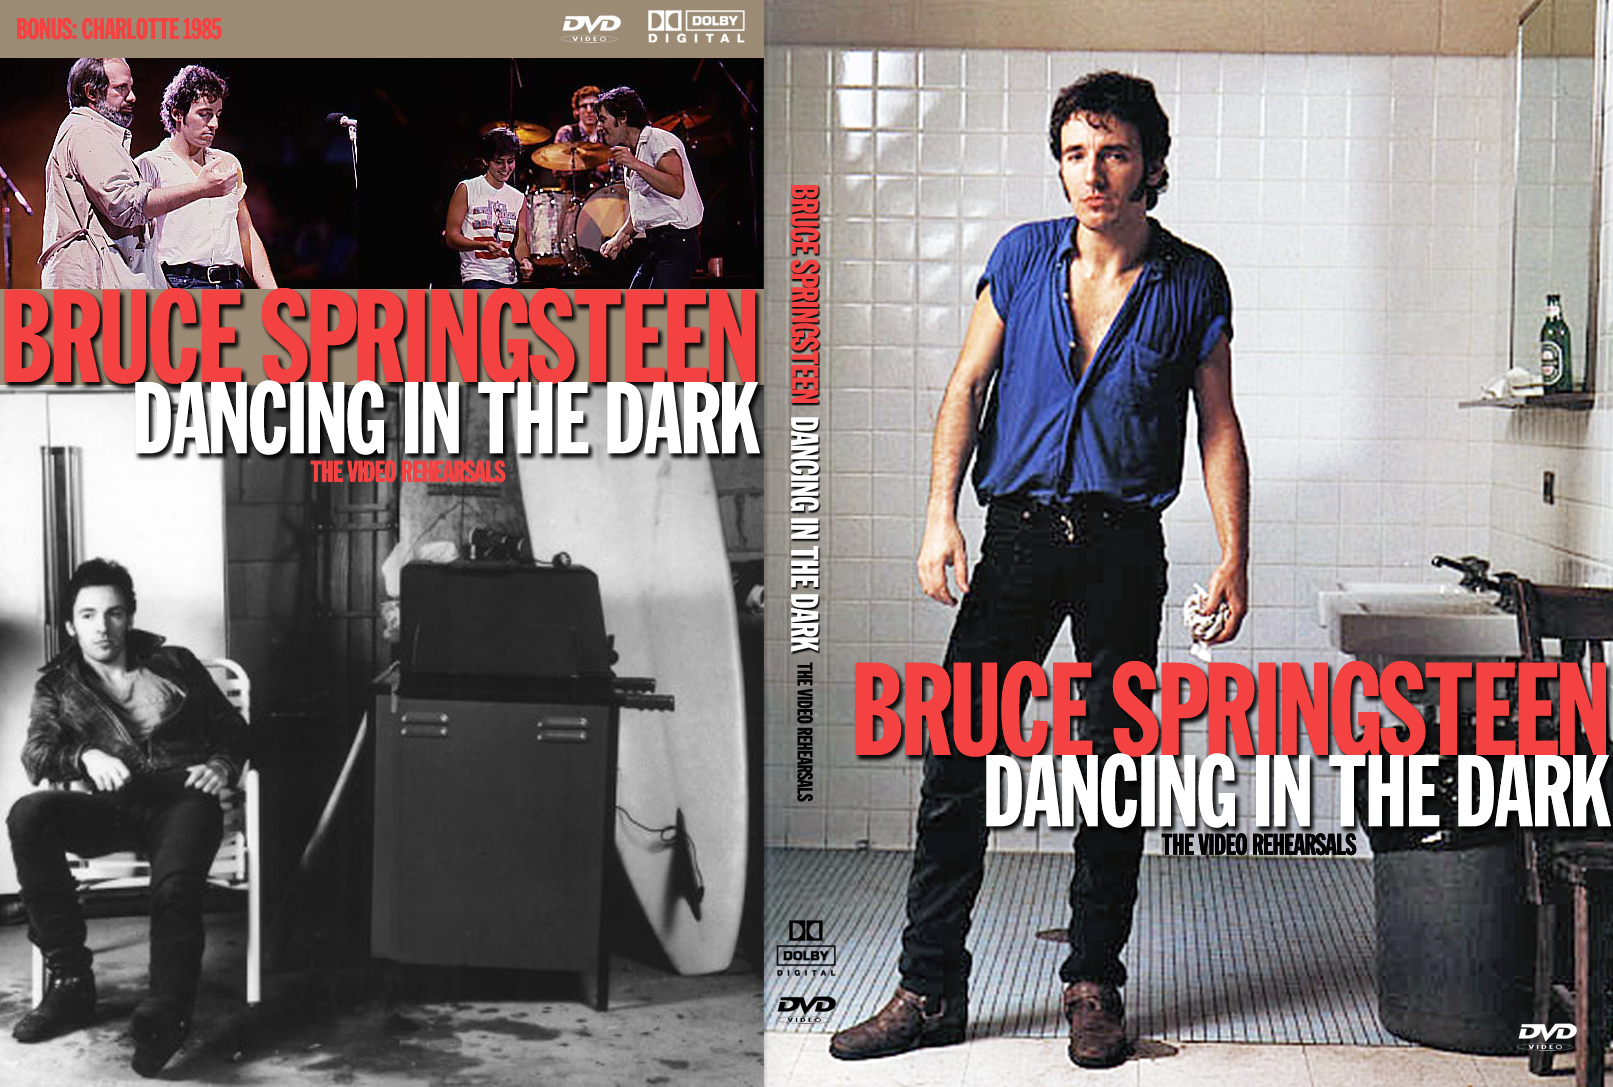 BONUS: CHARLOTTE 1985
DVD
VIDEO
DOLBY
DIGITAL
BRUCE SPRINGSTEEN
DANCING IN THE DARK
THE VIDEO REHEARSALS
BRUCE SPRINGSTEEN DANCING IN THE DARK THE VIDEO REHEARSALS
DOLBY
DIGITAL
DVD
VIDEO
BRUCE SPRINGSTEEN
DANCING IN THE DARK
THE VIDEO REHEARSALS
DVD
VIDEO